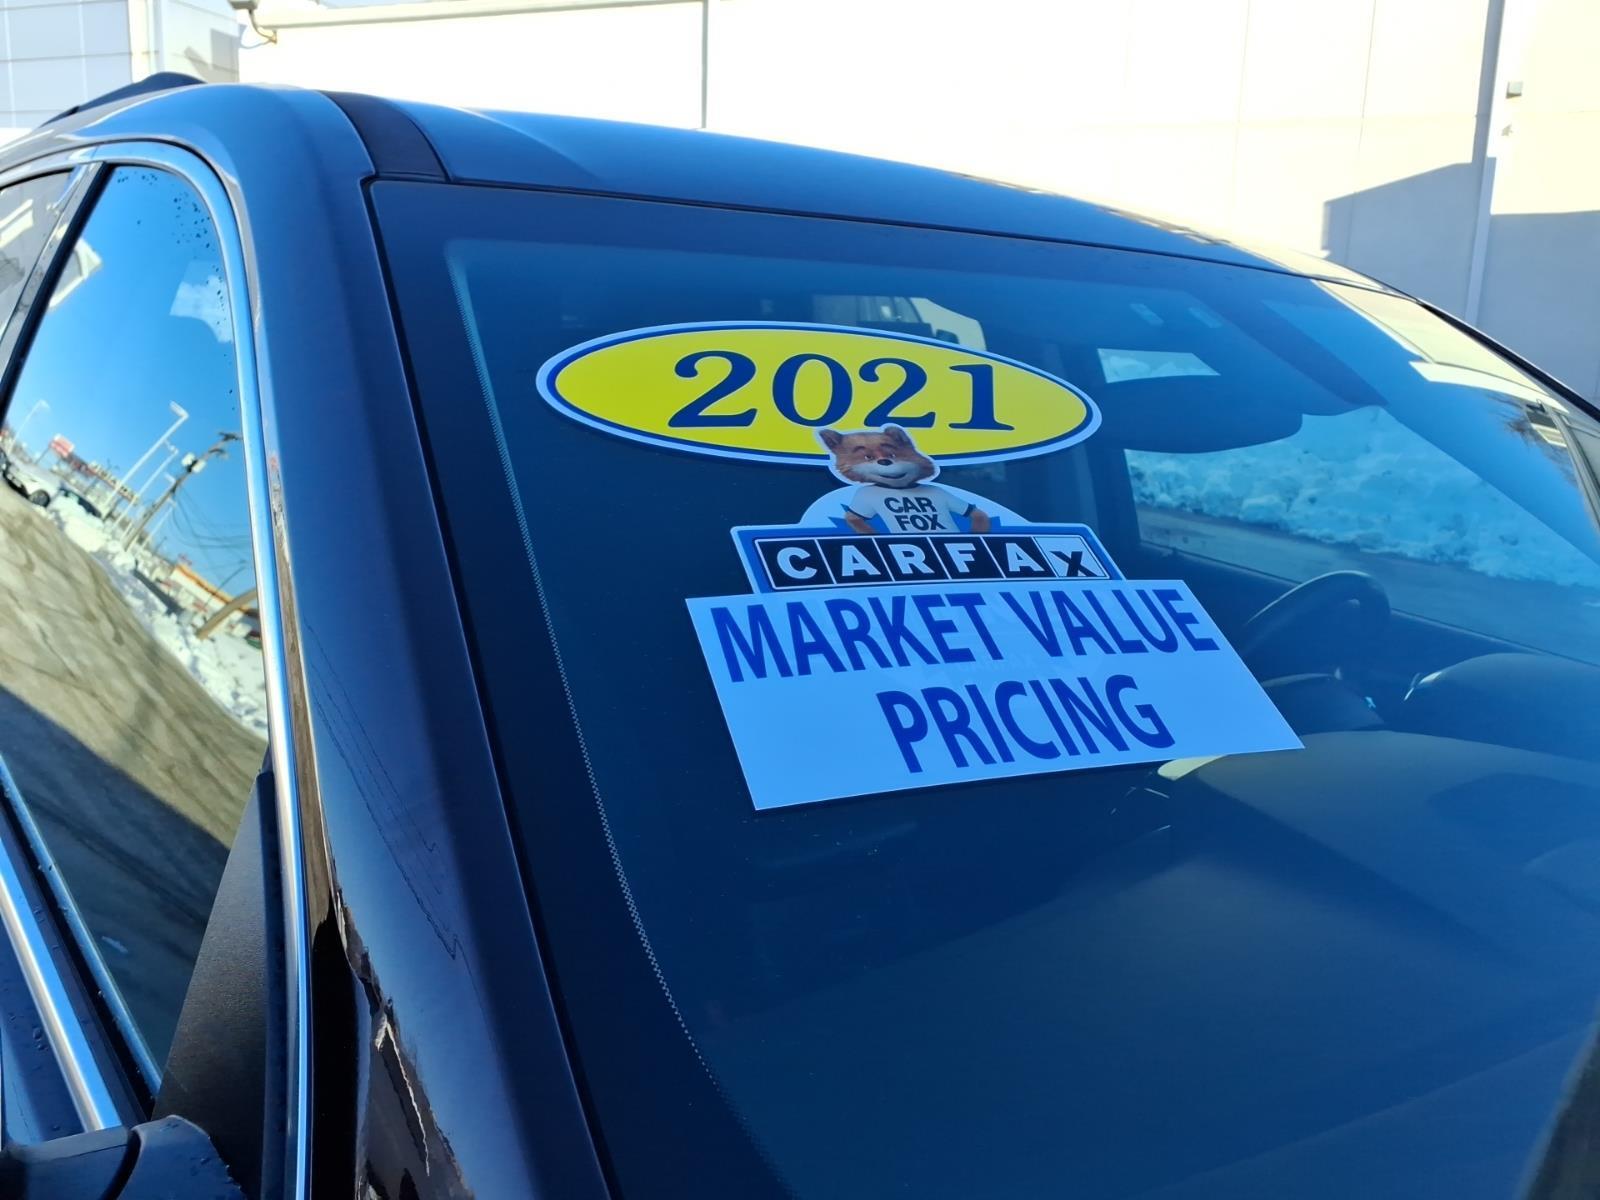 2021
CAR
FOX
CARFAX
MARKET VALUE
PRICING